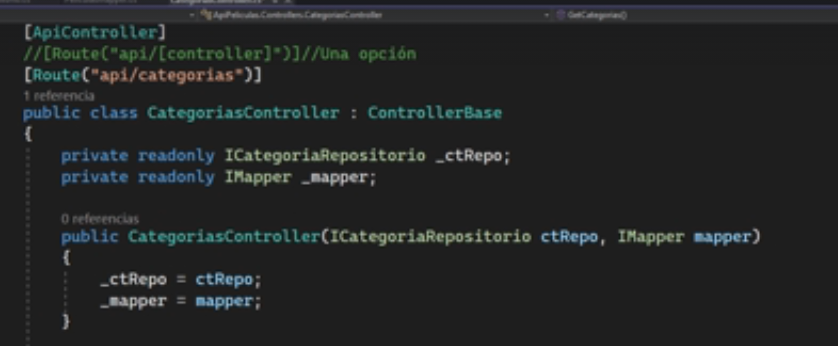 ApiPeliculas.Controllers.CategoriasController
GetCategorias()
[ApiController]
//[Route("api/[controller]")]//Una opción
[Route("api/categorias")]
1 referencia
public class CategoriasController : ControllerBase
{
private readonly ICategoriaRepositorio _ctRepo;
private readonly IMapper _mapper;
0 referencias
public CategoriasController(ICategoriaRepositorio ctRepo, IMapper mapper)
{
_ctRepo = ctRepo;
_mapper = mapper;
}